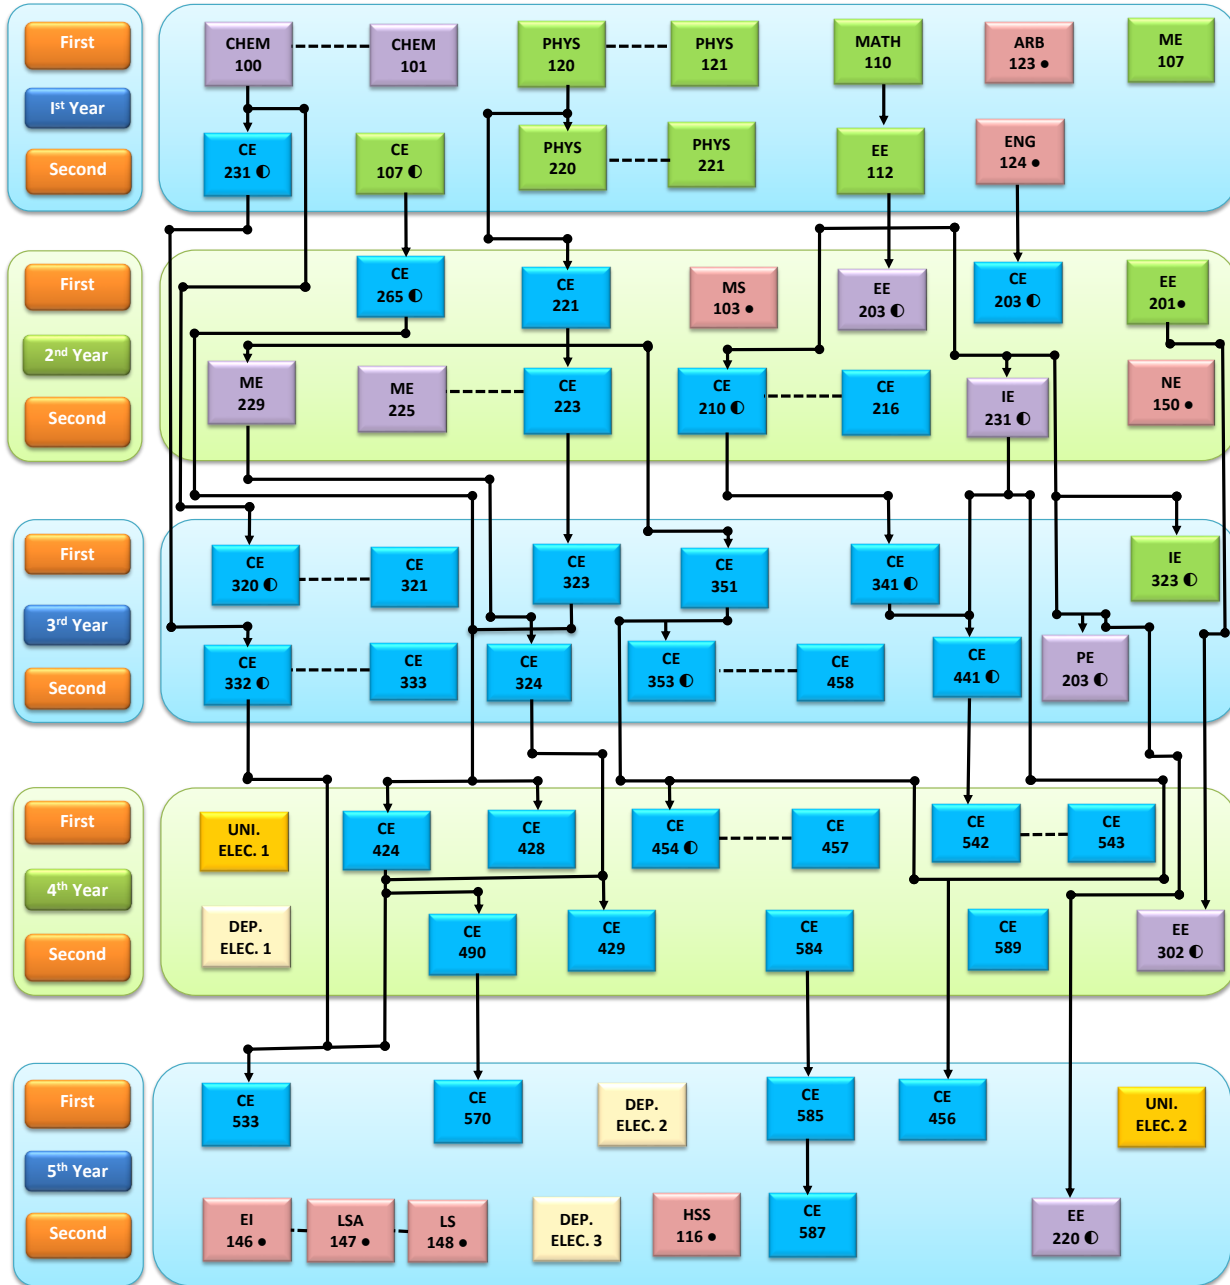 First
CHEM
100
CHEM
101
PHYS
120
PHYS
121
MATH
110
ARB
123 ●
ME
107
Ist Year
Second
CE
231 ◐
CE
107 ◐
PHYS
220
PHYS
221
EE
112
ENG
124 ●
First
CE
265 ◐
CE
221
MS
103 ●
EE
203 ◐
CE
203 ◐
EE
201●
2nd Year
Second
ME
229
ME
225
CE
223
CE
210 ◐
CE
216
IE
231 ◐
NE
150 ●
First
CE
320 ◐
CE
321
CE
323
CE
351
CE
341 ◐
IE
323 ◐
3rd Year
Second
CE
332 ◐
CE
333
CE
324
CE
353 ◐
CE
458
CE
441 ◐
PE
203 ◐
First
UNI.
ELEC. 1
CE
424
CE
428
CE
454 ◐
CE
457
CE
542
CE
543
4th Year
Second
DEP.
ELEC. 1
CE
490
CE
429
CE
584
CE
589
EE
302 ◐
First
CE
533
CE
570
DEP.
ELEC. 2
CE
585
CE
456
UNI.
ELEC. 2
5th Year
Second
EI
146 ●
LSA
147 ●
LS
148 ●
DEP.
ELEC. 3
HSS
116 ●
CE
587
EE
220 ◐